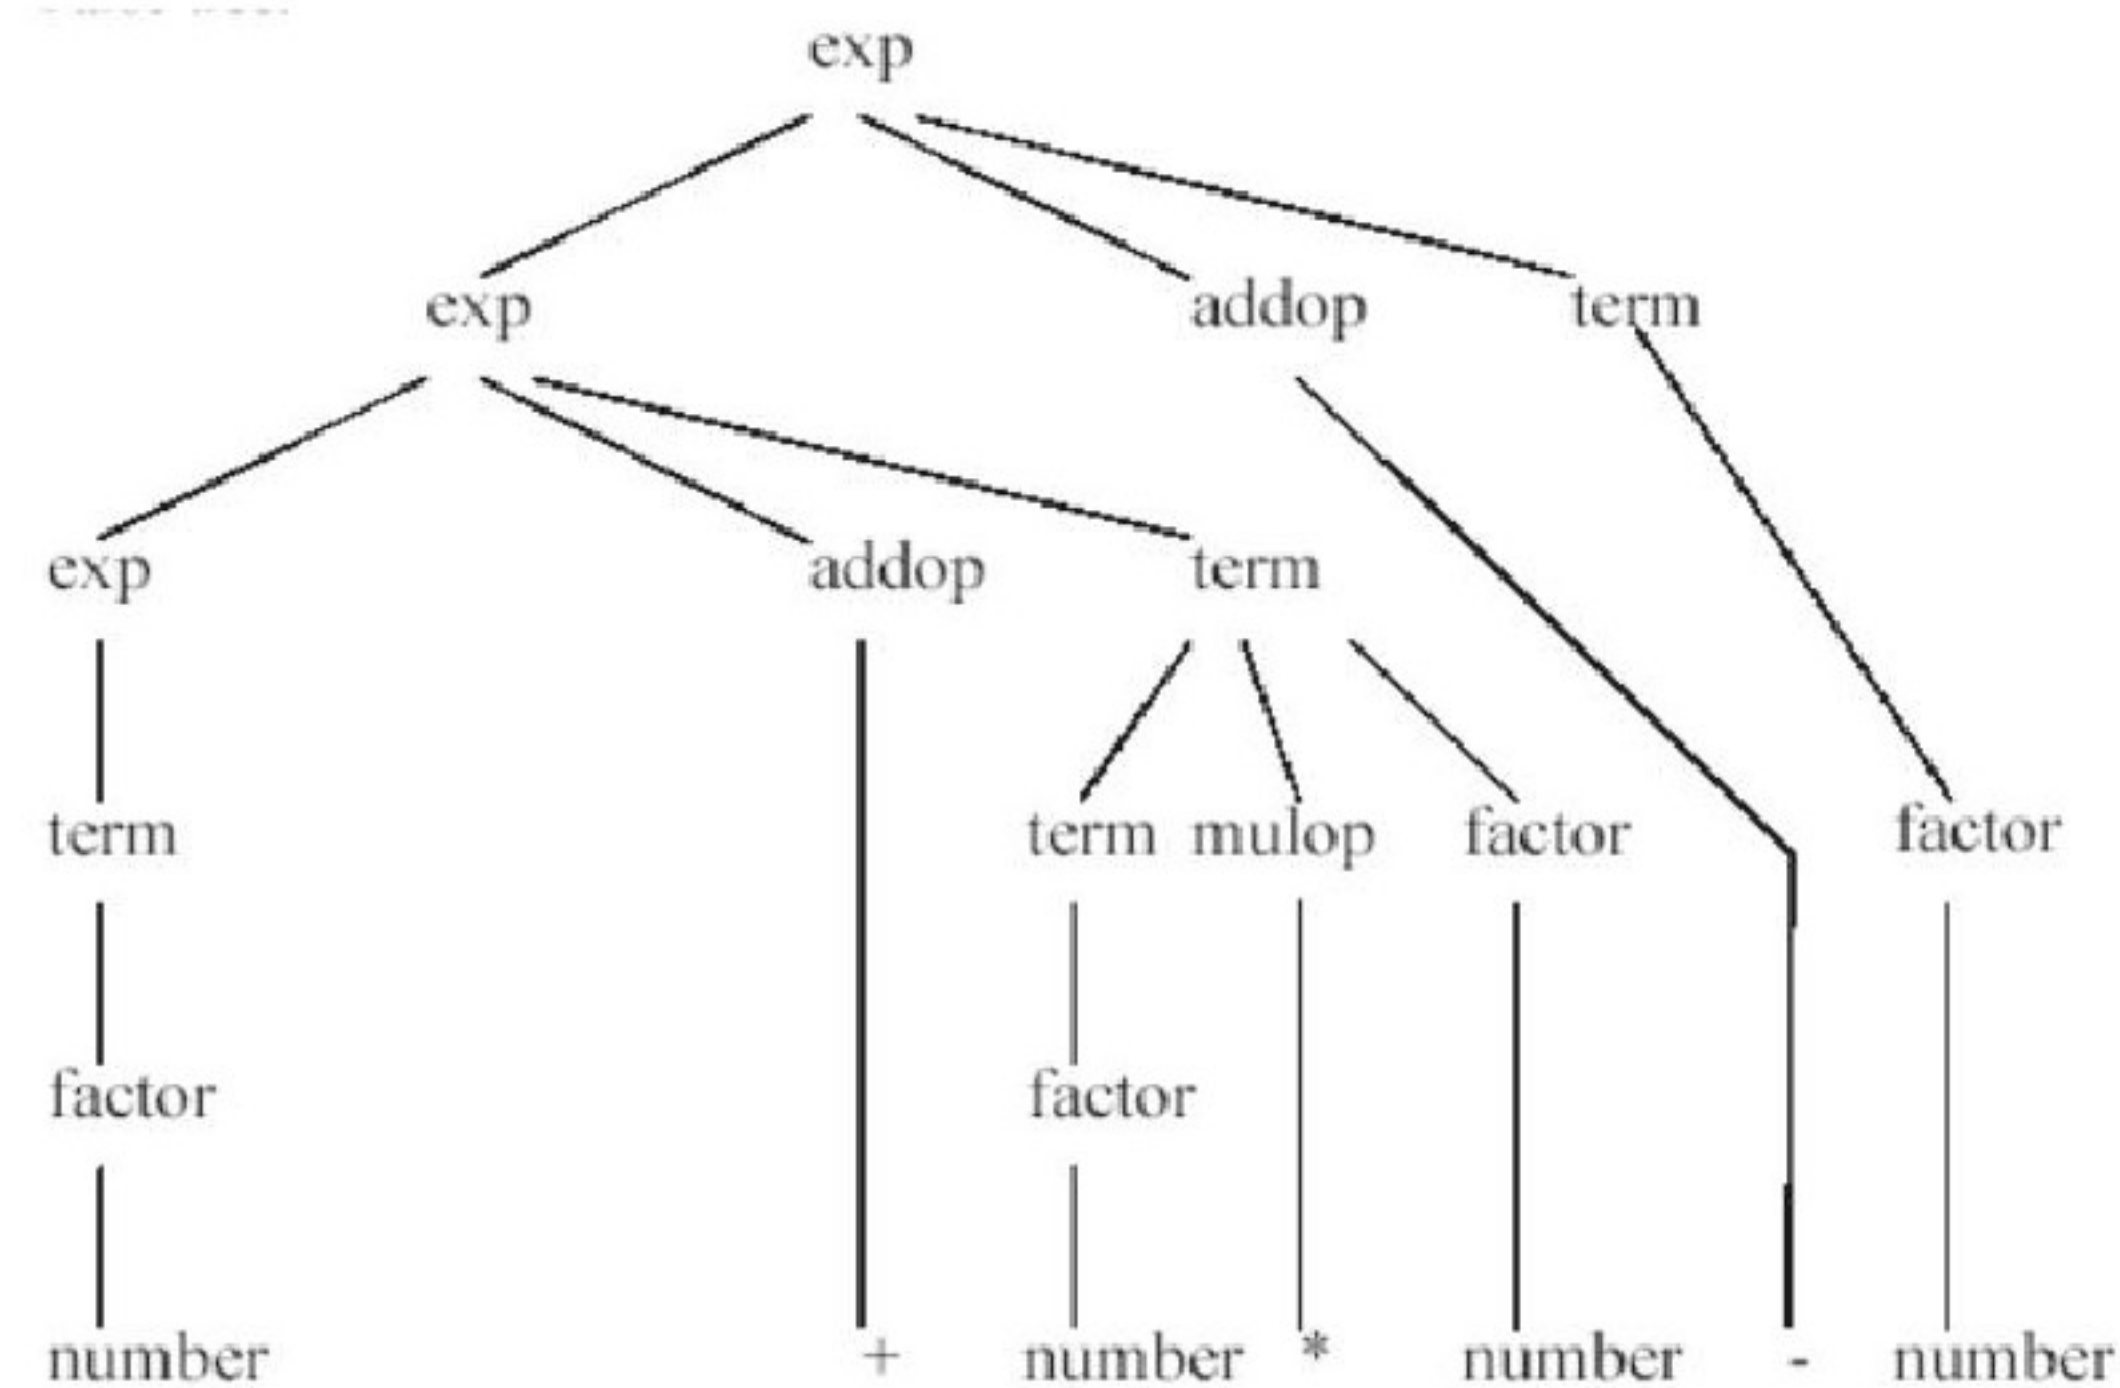 exp
exp addop term
exp addop term
term term mulop factor factor
factor factor
number + number * number - number